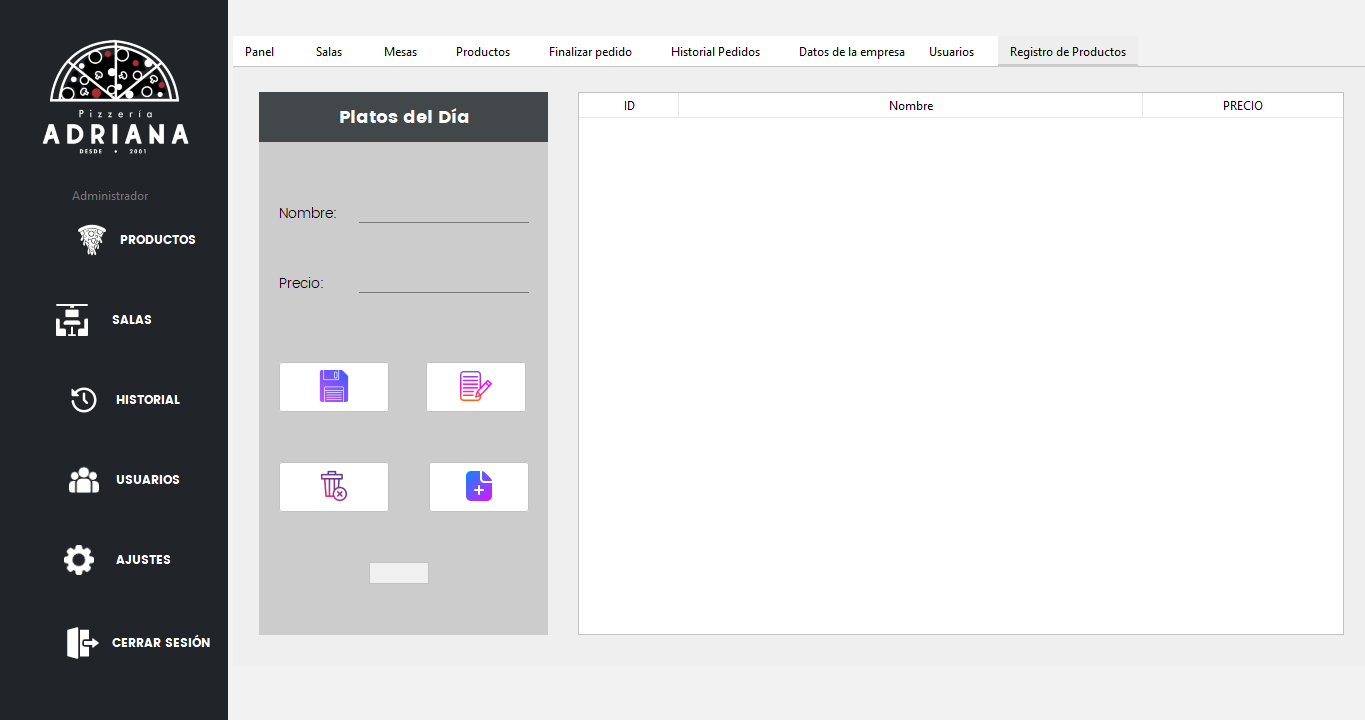 Pizzería
ADRIANA
DESDE • 2001
Administrador
PRODUCTOS
SALAS
HISTORIAL
USUARIOS
AJUSTES
CERRAR SESIÓN
Panel Salas Mesas Productos Finalizar pedido Historial Pedidos Datos de la empresa Usuarios Registro de Productos
Platos del Día
Nombre:
Precio:
ID Nombre PRECIO